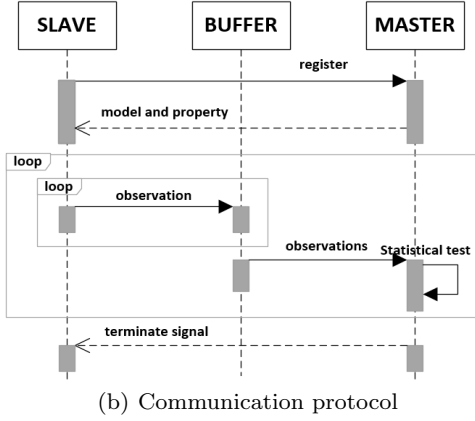 SLAVE BUFFER MASTER
register
model and property
loop
loop
observation
observations
Statistical test
terminate signal
(b) Communication protocol